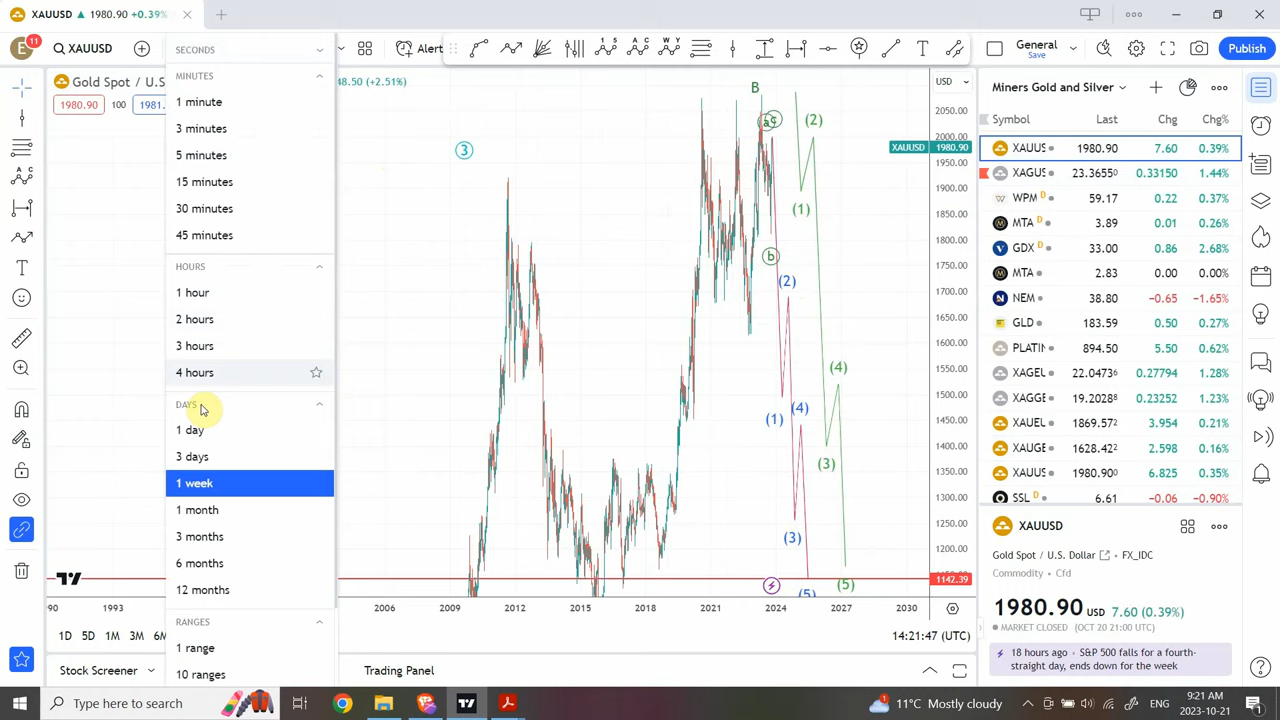 XAUUSD ▲ 1980.90 +0.39%
E 11 XAUUSD
Alert
General
Save
Publish
Gold Spot / U.S.
48.50 (+2.51%)
1980.90 100 1981.
SECONDS
MINUTES
1 minute
3 minutes
5 minutes
15 minutes
30 minutes
45 minutes
HOURS
1 hour
2 hours
3 hours
4 hours
DAYS
1 day
3 days
1 week
1 month
3 months
6 months
12 months
RANGES
1 range
10 ranges
3
B
a c
b
(2)
(1)
(2)
(1)
(4)
(4)
(3)
(3)
(5)
(5)
USD
2050.00
2000.00
XAUUSD 1980.90
1950.00
1900.00
1850.00
1800.00
1750.00
1700.00
1650.00
1600.00
1550.00
1500.00
1450.00
1400.00
1350.00
1300.00
1250.00
1200.00
1142.39
90 1993 2006 2009 2012 2015 2018 2021 2024 2027 2030
1D 5D 1M 3M 6M
14:21:47 (UTC)
Stock Screener
Trading Panel
Miners Gold and Silver
Symbol Last Chg Chg%
XAUUS 1980.90 7.60 0.39%
XAGUS 23.3655⁰ 0.33150 1.44%
WPM D 59.17 0.22 0.37%
MTA D 3.89 0.01 0.26%
GDX D 33.00 0.86 2.68%
MTA 2.83 0.00 0.00%
NEM 38.80 −0.65 −1.65%
GLD 183.59 0.50 0.27%
PLATIN 894.50 5.50 0.62%
XAGEU 22.0473⁶ 0.27794 1.28%
XAGGE 19.2028⁸ 0.23252 1.23%
XAUEU 1869.57² 3.954 0.21%
XAUGE 1628.42² 2.598 0.16%
XAUUS 1980.90⁰ 6.825 0.35%
SSL D 6.61 −0.06 −0.90%
XAUUSD
Gold Spot / U.S. Dollar • FX_IDC
Commodity • Cfd
1980.90 USD 7.60 (0.39%)
MARKET CLOSED (OCT 20 21:00 UTC)
18 hours ago • S&P 500 falls for a fourth-
straight day, ends down for the week
Type here to search
1
11°C Mostly cloudy
9:21 AM
2023-10-21
1